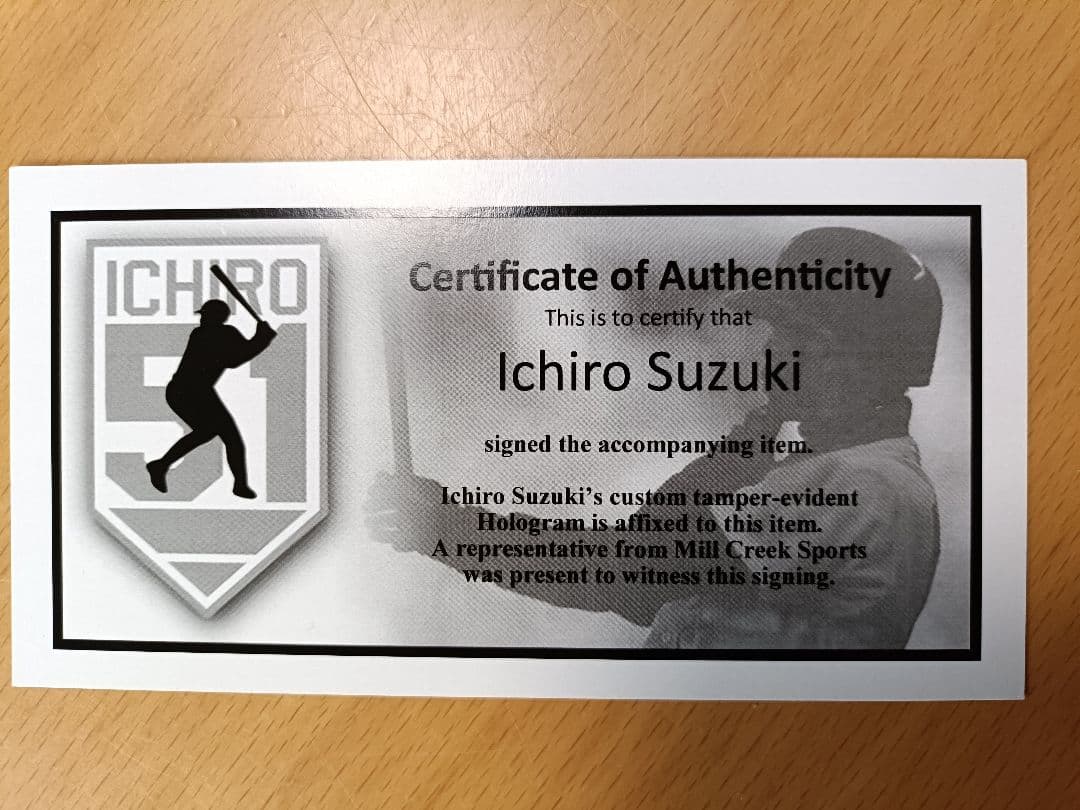 ICHIRO
51
Certificate of Authenticity
This is to certify that
Ichiro Suzuki
signed the accompanying item.
Ichiro Suzuki's custom tamper-evident
Hologram is affixed to this item.
A representative from Mill Creek Sports
was present to witness this signing.